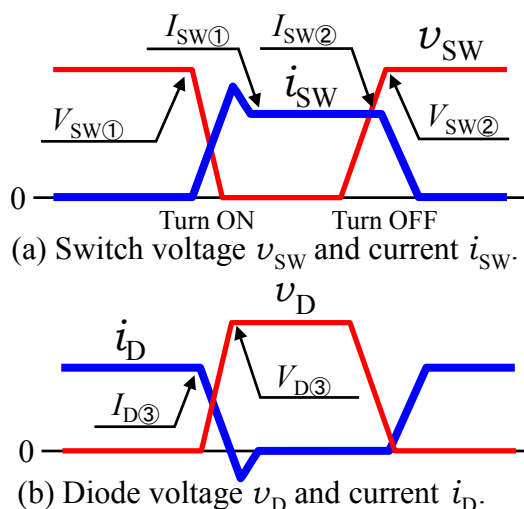 I_SW① I_SW② v_SW
i_SW
V_SW① V_SW②
0
Turn ON Turn OFF
(a) Switch voltage v_SW and current i_SW.
v_D
i_D
I_D③ V_D③
0
(b) Diode voltage v_D and current i_D.